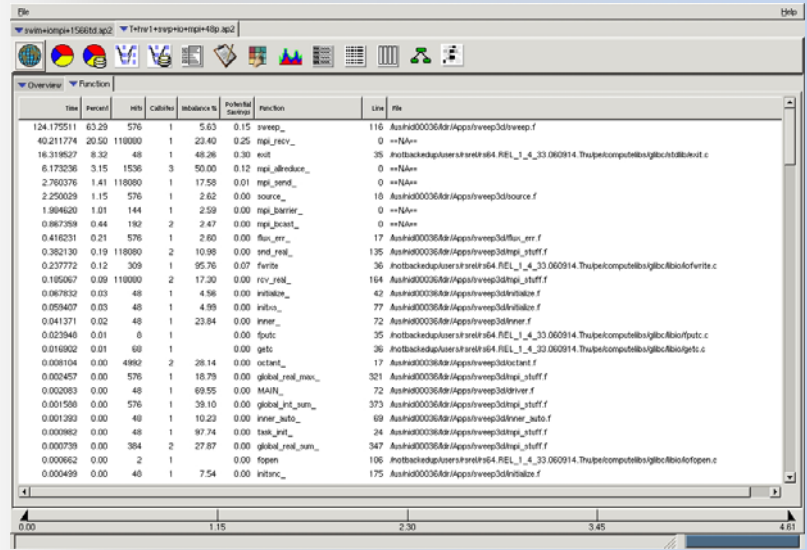 File Help
swim+iompi+1566td.ap2 T+hw1+swp+io+mpi+48p.ap2
Overview Function
Time Percent Hits Callsites Imbalance % Potential Savings Function Line File
124.175511 63.29 576 1 5.63 0.15 sweep_ 116 /lus/nid00036/ldr/Apps/sweep3d/sweep.f
40.211774 20.50 118080 1 23.40 0.25 mpi_recv_ 0 ==NA==
16.319527 8.32 48 1 48.26 0.30 exit 35 /notbackedup/users/rsrel/rs64.REL_1_4_33.060914.Thu/pe/computelibs/glibc/stdlib/exit.c
6.173236 3.15 1536 3 50.00 0.12 mpi_allreduce_ 0 ==NA==
2.760376 1.41 118080 1 17.58 0.01 mpi_send_ 0 ==NA==
2.250029 1.15 576 1 2.62 0.00 source_ 18 /lus/nid00036/ldr/Apps/sweep3d/source.f
1.984620 1.01 144 1 2.59 0.00 mpi_barrier_ 0 ==NA==
0.867359 0.44 192 2 2.47 0.00 mpi_bcast_ 0 ==NA==
0.416231 0.21 576 1 2.60 0.00 flux_err_ 17 /lus/nid00036/ldr/Apps/sweep3d/flux_err.f
0.382130 0.19 118080 2 10.98 0.00 snd_real_ 135 /lus/nid00036/ldr/Apps/sweep3d/mpi_stuff.f
0.237772 0.12 309 1 95.76 0.07 fwrite 36 /notbackedup/users/rsrel/rs64.REL_1_4_33.060914.Thu/pe/computelibs/glibc/libio/iofwrite.c
0.185067 0.09 118080 2 17.30 0.00 rcv_real_ 164 /lus/nid00036/ldr/Apps/sweep3d/mpi_stuff.f
0.067832 0.03 48 1 4.56 0.00 initialize_ 42 /lus/nid00036/ldr/Apps/sweep3d/initialize.f
0.059407 0.03 48 1 4.99 0.00 initxs_ 77 /lus/nid00036/ldr/Apps/sweep3d/initialize.f
0.041371 0.02 48 1 23.84 0.00 inner_ 72 /lus/nid00036/ldr/Apps/sweep3d/inner.f
0.023948 0.01 8 1 0.00 fputc 35 /notbackedup/users/rsrel/rs64.REL_1_4_33.060914.Thu/pe/computelibs/glibc/libio/fputc.c
0.016902 0.01 68 1 0.00 getc 36 /notbackedup/users/rsrel/rs64.REL_1_4_33.060914.Thu/pe/computelibs/glibc/libio/getc.c
0.008104 0.00 4992 2 28.14 0.00 octant_ 17 /lus/nid00036/ldr/Apps/sweep3d/octant.f
0.002457 0.00 576 1 18.79 0.00 global_real_max_ 321 /lus/nid00036/ldr/Apps/sweep3d/mpi_stuff.f
0.002083 0.00 48 1 69.55 0.00 MAIN_ 72 /lus/nid00036/ldr/Apps/sweep3d/driver.f
0.001588 0.00 576 1 39.10 0.00 global_int_sum_ 373 /lus/nid00036/ldr/Apps/sweep3d/mpi_stuff.f
0.001393 0.00 48 1 10.23 0.00 inner_auto_ 69 /lus/nid00036/ldr/Apps/sweep3d/inner_auto.f
0.000982 0.00 48 1 97.74 0.00 task_init_ 24 /lus/nid00036/ldr/Apps/sweep3d/mpi_stuff.f
0.000739 0.00 384 2 27.87 0.00 global_real_sum_ 347 /lus/nid00036/ldr/Apps/sweep3d/mpi_stuff.f
0.000662 0.00 2 1 0.00 fopen 106 /notbackedup/users/rsrel/rs64.REL_1_4_33.060914.Thu/pe/computelibs/glibc/libio/iofopen.c
0.000499 0.00 48 1 7.54 0.00 initsnc_ 175 /lus/nid00036/ldr/Apps/sweep3d/initialize.f
0.00 1.15 2.30 3.45 4.61